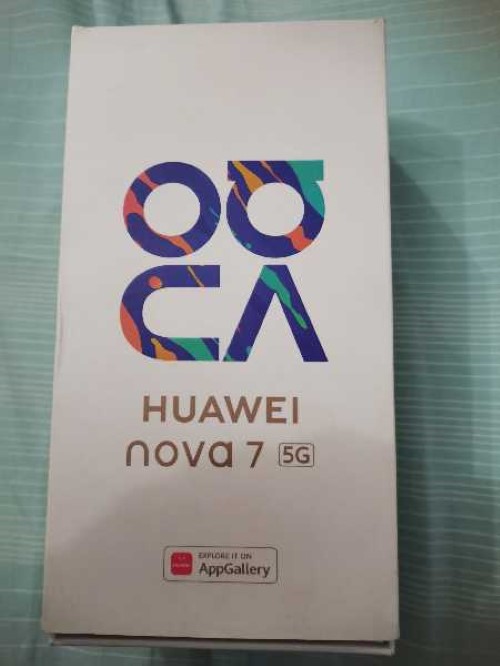 HUAWEI
nova 7 5G
EXPLORE IT ON
AppGallery